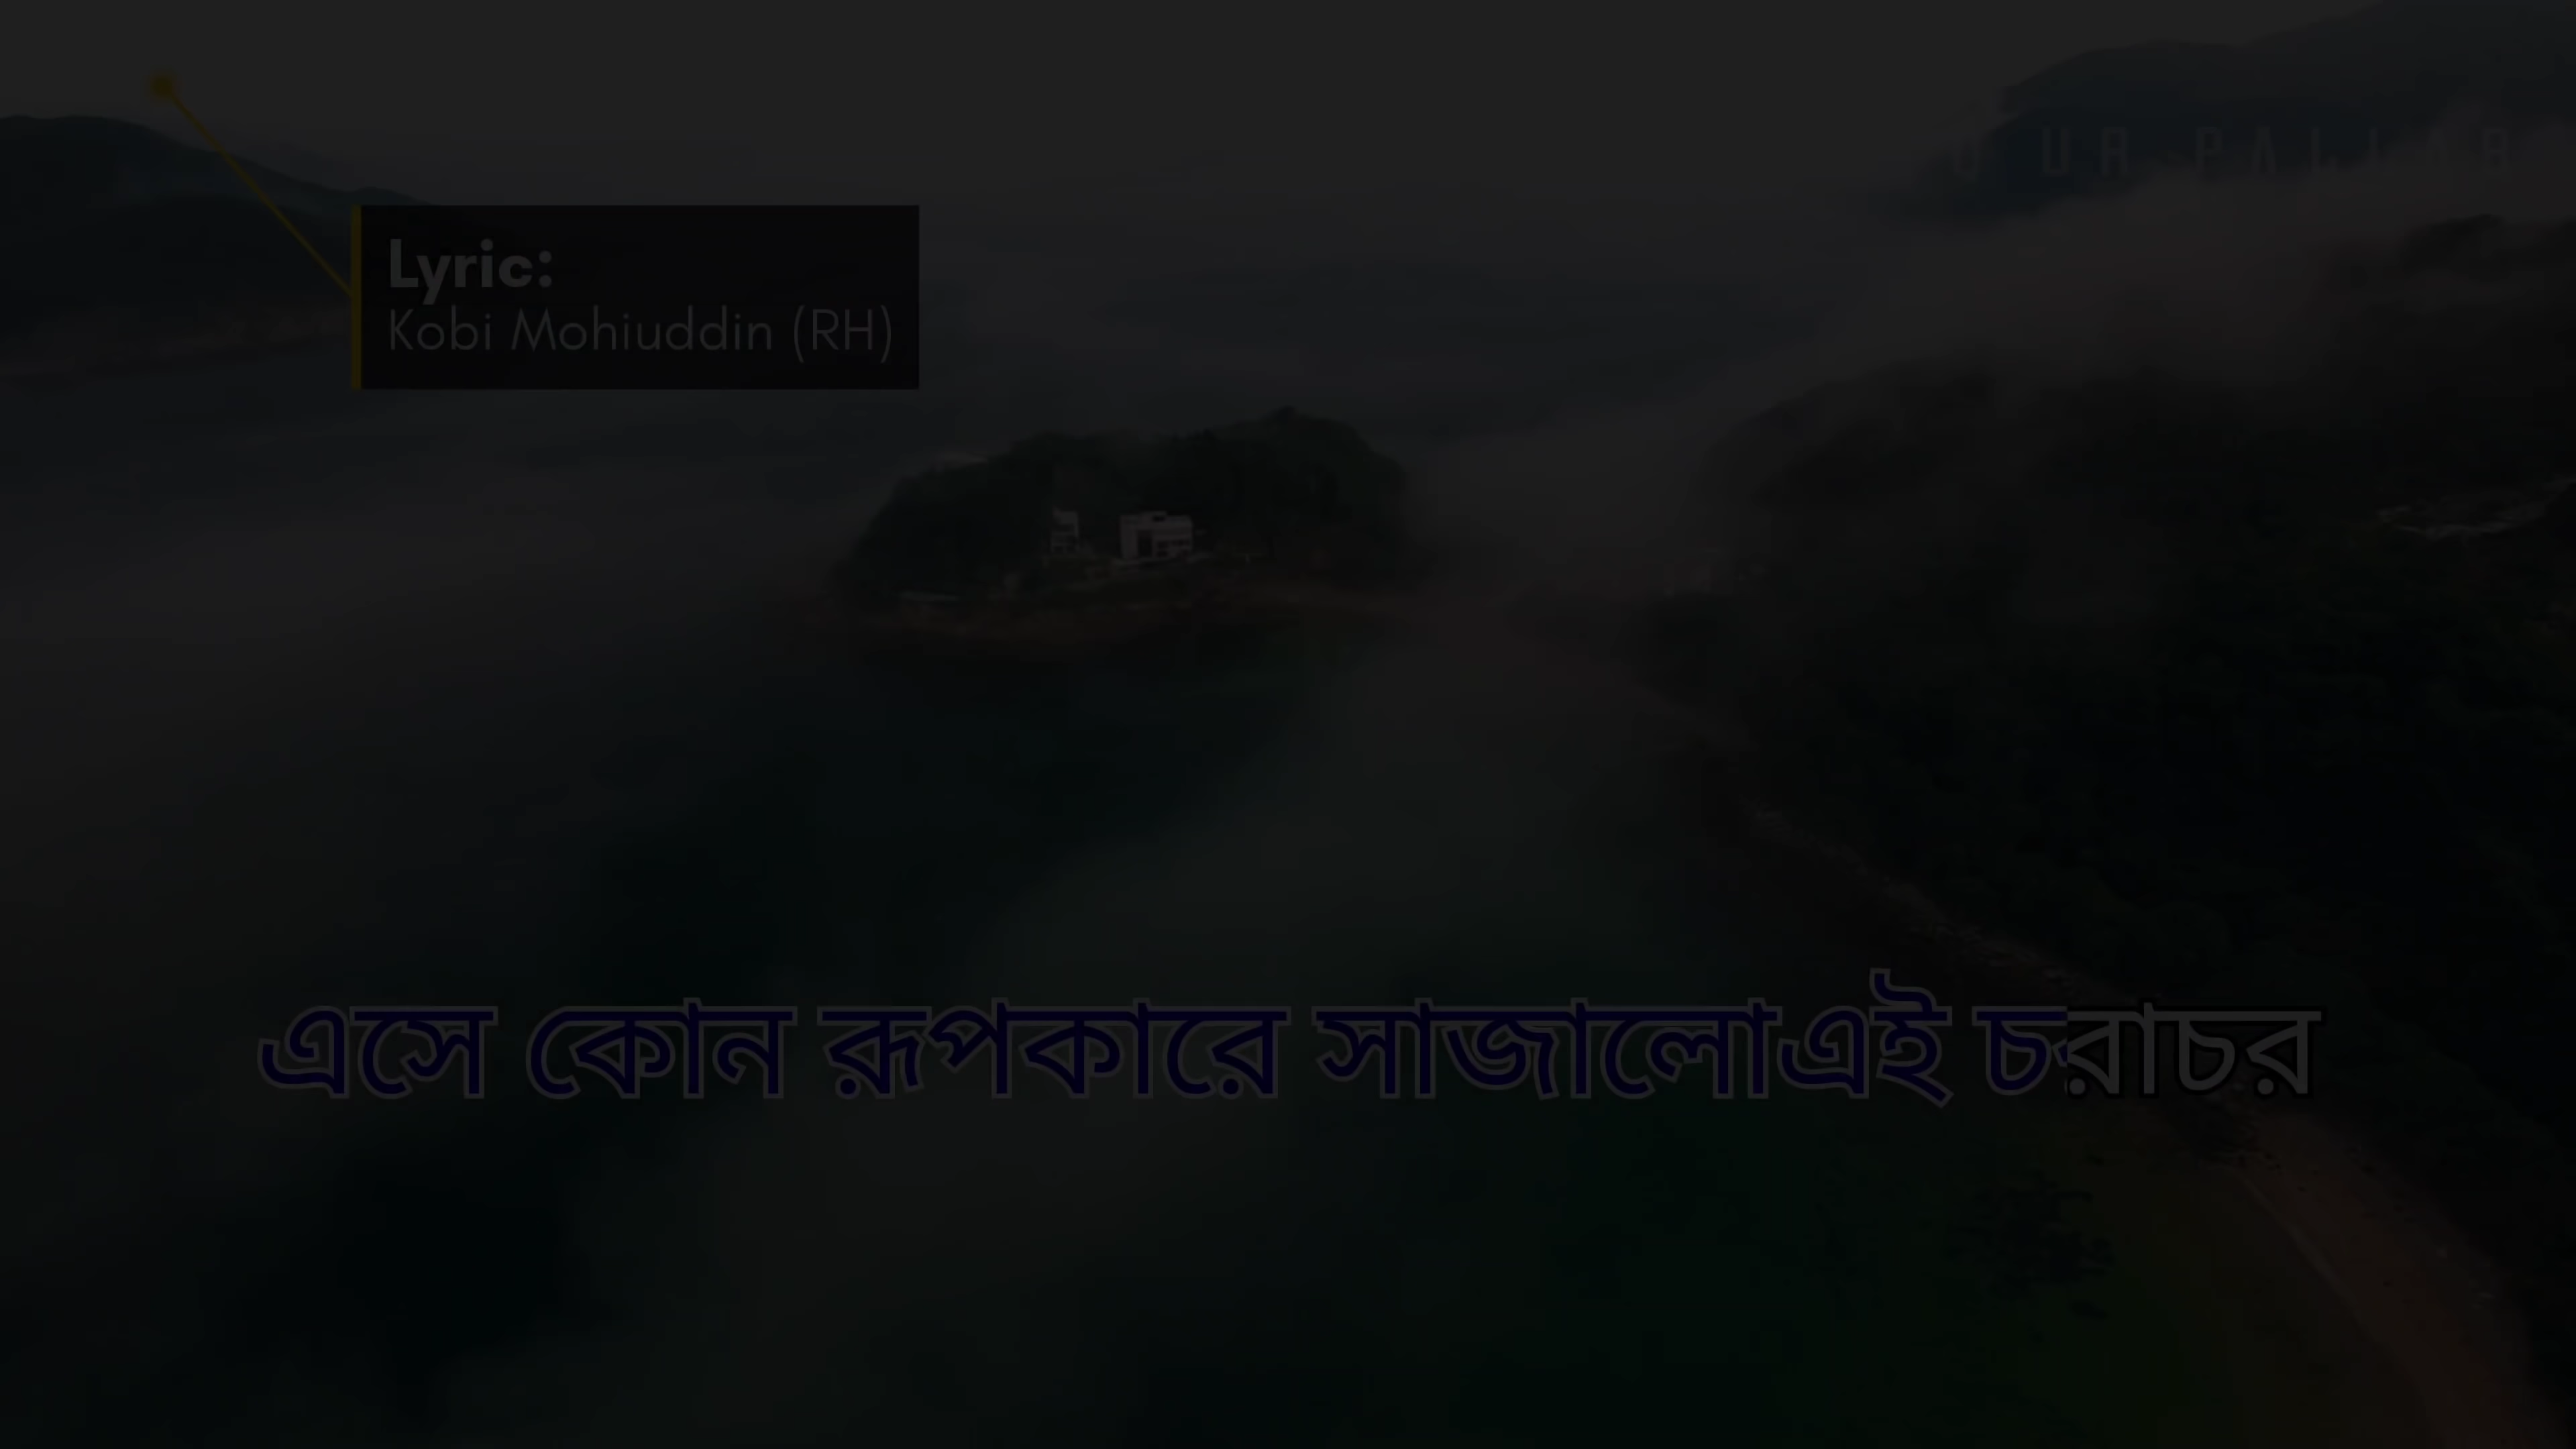 Lyric:
Kobi Mohiuddin (RH)
এসে কোন রূপকারে সাজালোএই চরাচর